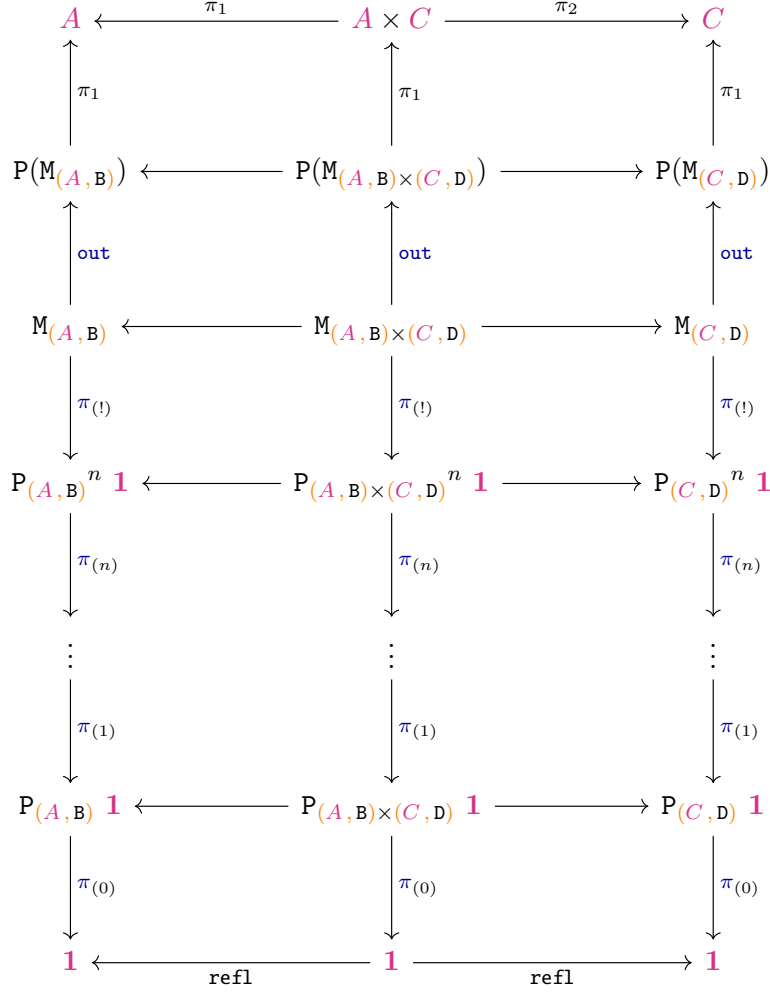 A π₁ A × C π₂ C
π₁ π₁ π₁
P(M₍A , B₎) P(M₍A , B₎×₍C , D₎) P(M₍C , D₎)
out out out
M₍A , B₎ M₍A , B₎×₍C , D₎ M₍C , D₎
π₍!₎ π₍!₎ π₍!₎
P₍A , B₎ⁿ 1 P₍A , B₎×₍C , D₎ⁿ 1 P₍C , D₎ⁿ 1
π₍n₎ π₍n₎ π₍n₎
⋮ ⋮ ⋮
π₍₁₎ π₍₁₎ π₍₁₎
P₍A , B₎ 1 P₍A , B₎×₍C , D₎ 1 P₍C , D₎ 1
π₍₀₎ π₍₀₎ π₍₀₎
1 refl 1 refl 1